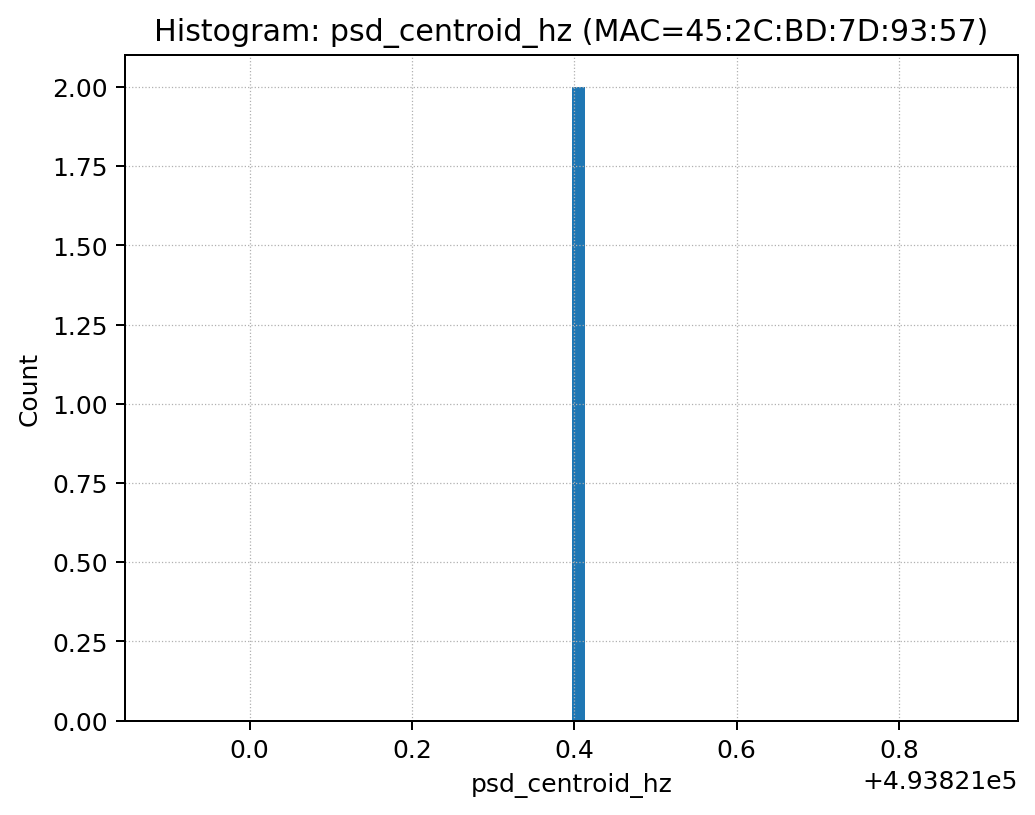 Histogram: psd_centroid_hz (MAC=45:2C:BD:7D:93:57)
2.00
1.75
1.50
1.25
1.00
0.75
0.50
0.25
0.00
Count
0.0 0.2 0.4 0.6 0.8
psd_centroid_hz
+4.93821e5